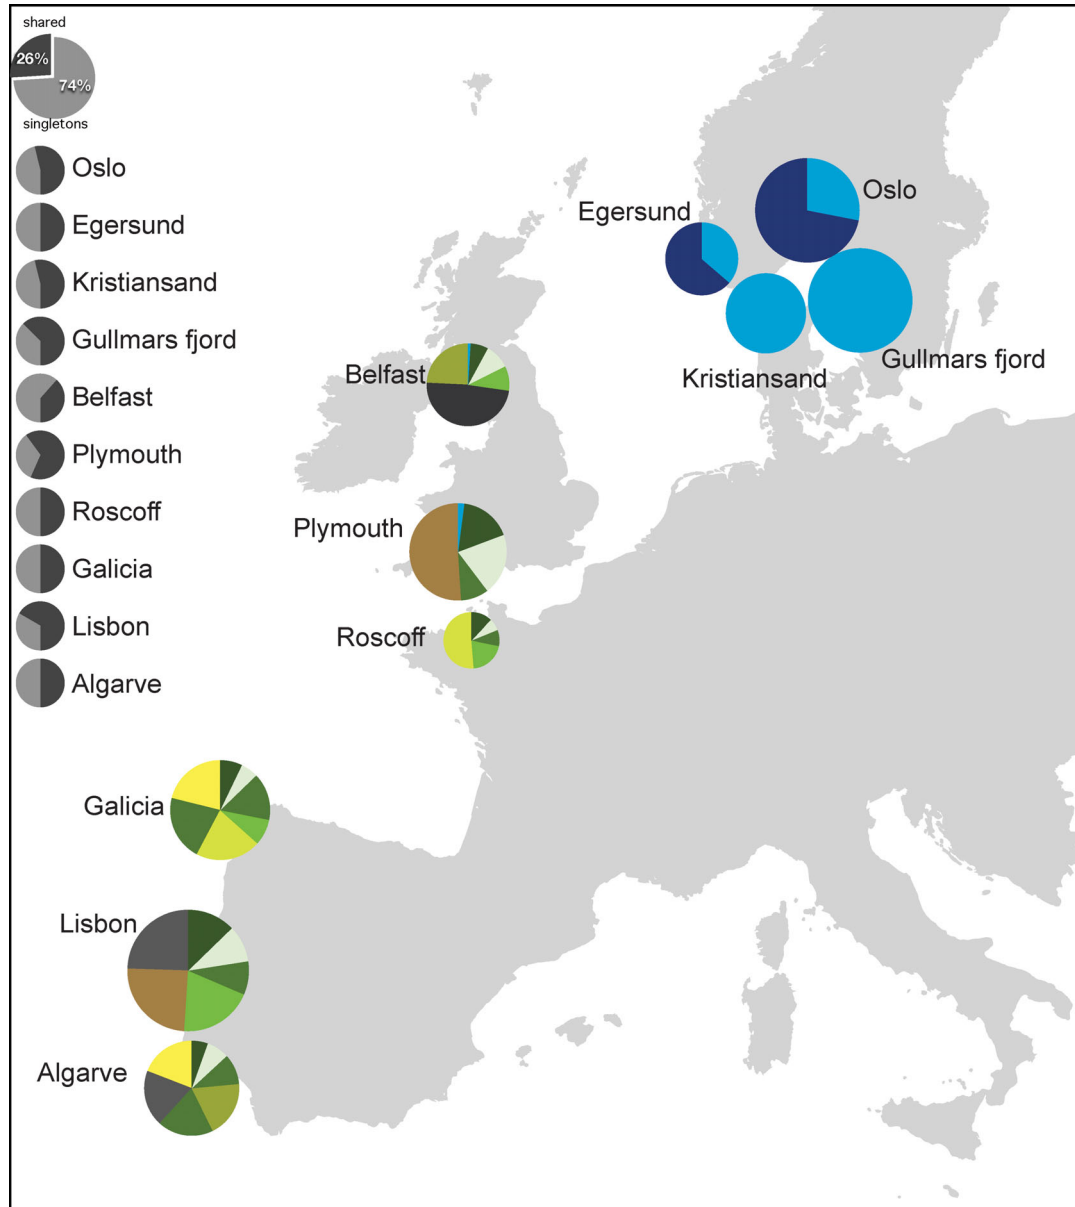 shared
26%
74%
singletons
Oslo
Egersund
Kristiansand
Gullmars fjord
Belfast
Plymouth
Roscoff
Galicia
Lisbon
Algarve
Egersund
Oslo
Kristiansand
Gullmars fjord
Belfast
Plymouth
Roscoff
Galicia
Lisbon
Algarve